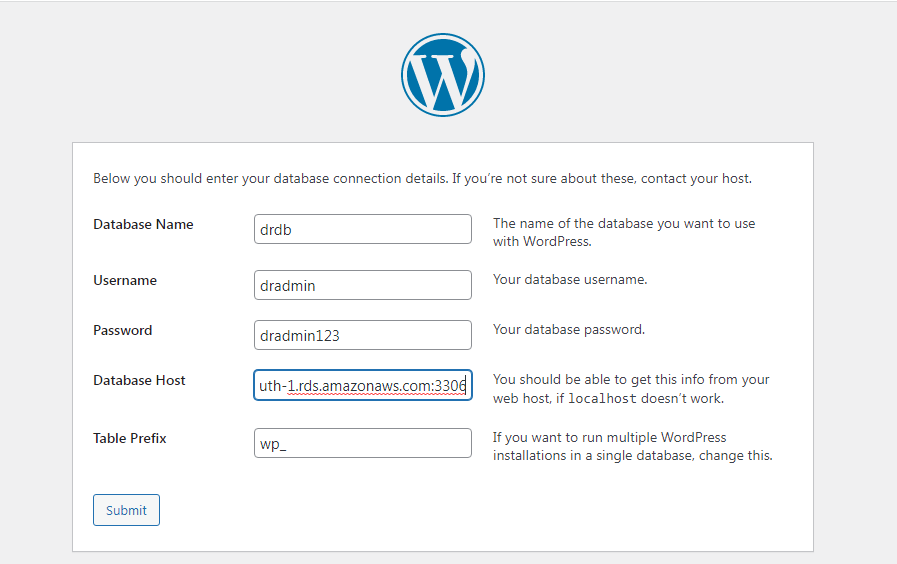 Below you should enter your database connection details. If you’re not sure about these, contact your host.
Database Name
drdb
The name of the database you want to use
with WordPress.
Username
dradmin
Your database username.
Password
dradmin123
Your database password.
Database Host
uth-1.rds.amazonaws.com:3306
You should be able to get this info from your
web host, if localhost doesn’t work.
Table Prefix
wp_
If you want to run multiple WordPress
installations in a single database, change this.
Submit